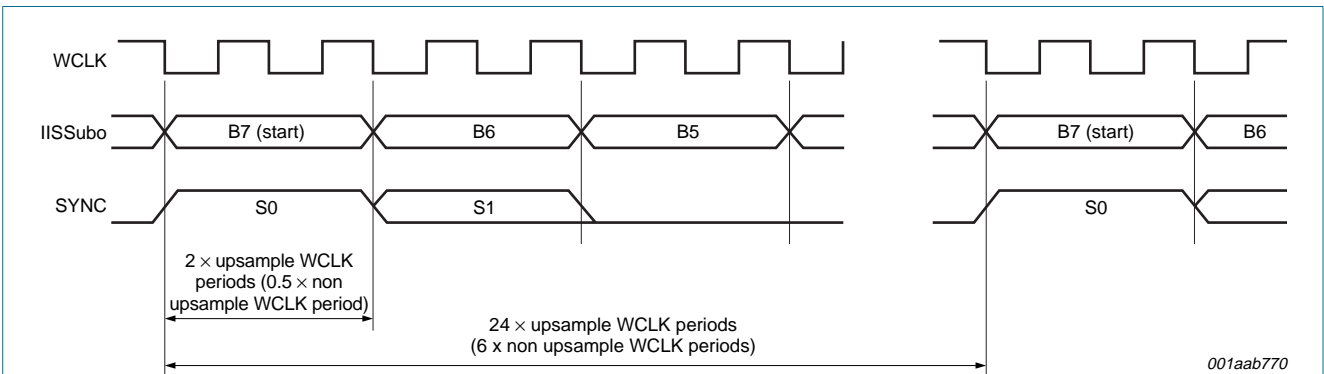 WCLK
IISSubo
B7 (start)
B6
B5
B7 (start)
B6
SYNC
S0
S1
S0
2 × upsample WCLK
periods (0.5 × non
upsample WCLK period)
24 × upsample WCLK periods
(6 x non upsample WCLK periods)
001aab770